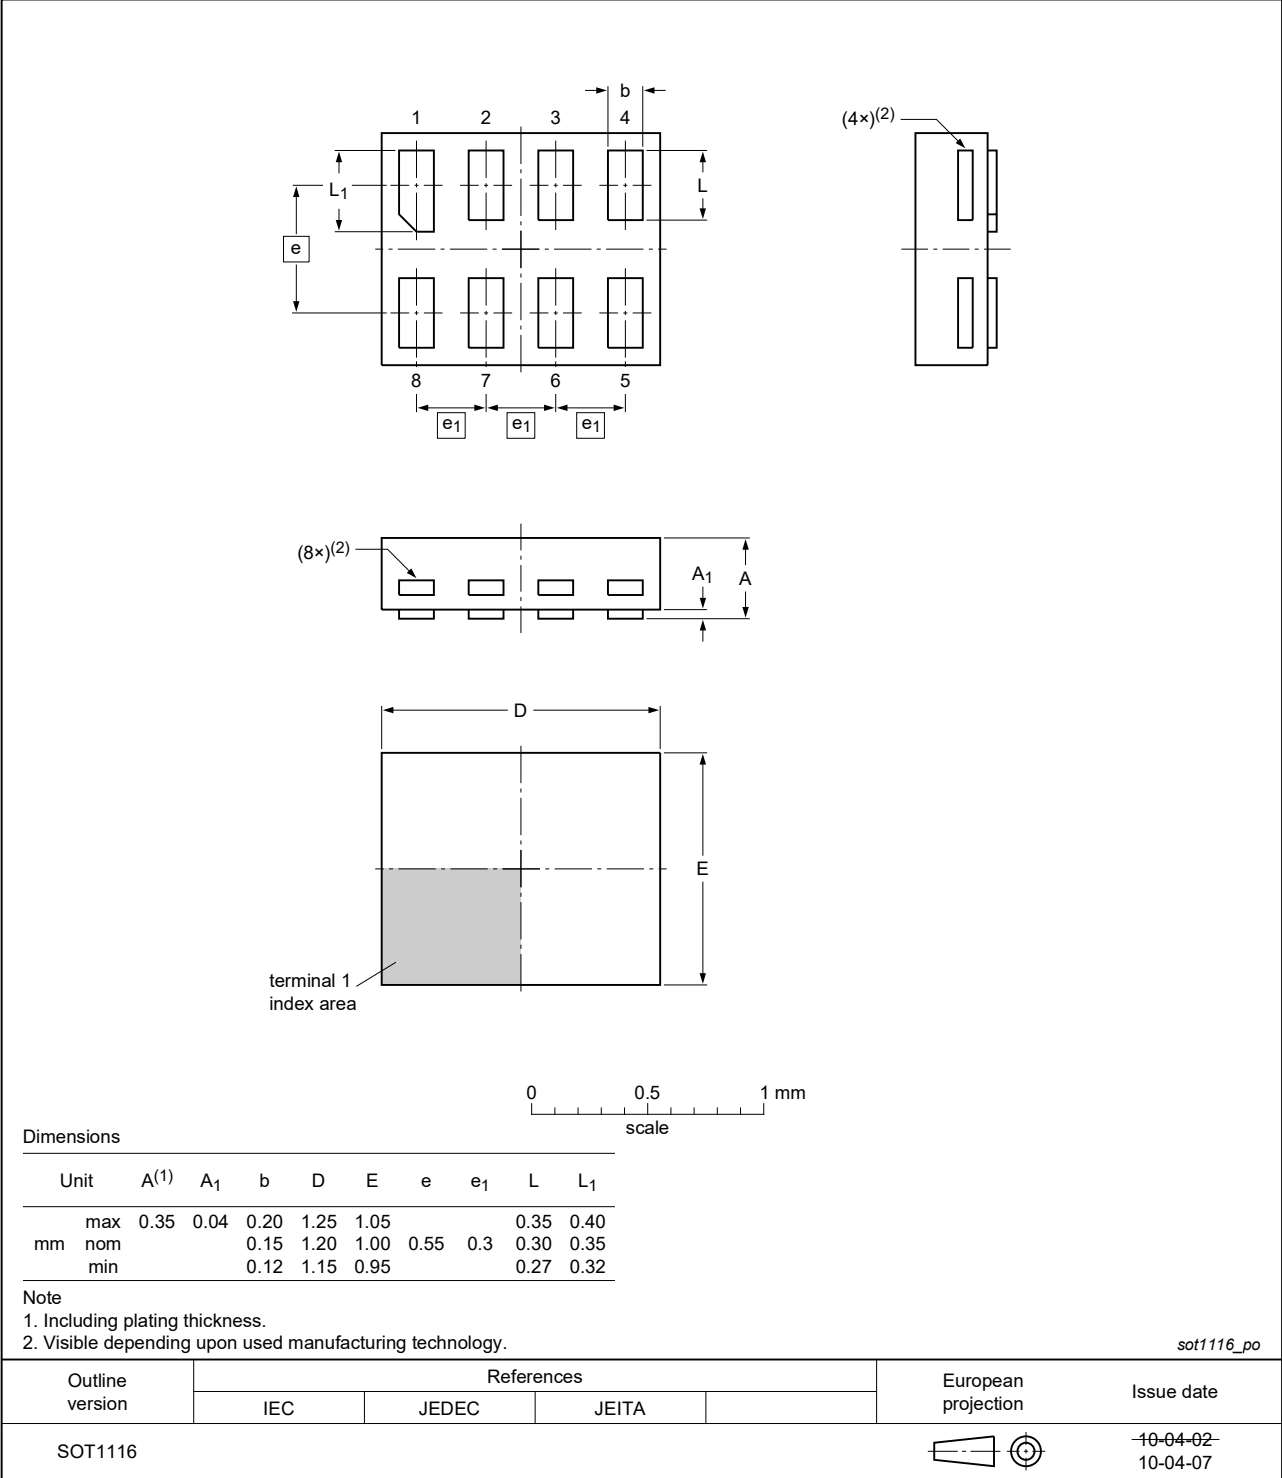 b
1 2 3 4
(4×)(2)
L1
L
e
8 7 6 5
e1 e1 e1
(8×)(2)
A1 A
D
E
terminal 1
index area
0 0.5 1 mm
scale
Dimensions
Unit A(1) A1 b D E e e1 L L1
max 0.35 0.04 0.20 1.25 1.05 0.35 0.40
mm nom 0.15 1.20 1.00 0.55 0.3 0.30 0.35
min 0.12 1.15 0.95 0.27 0.32
Note
1. Including plating thickness.
2. Visible depending upon used manufacturing technology.
sot1116_po
Outline
version
References
IEC JEDEC JEITA
European
projection
Issue date
SOT1116
10-04-02
10-04-07